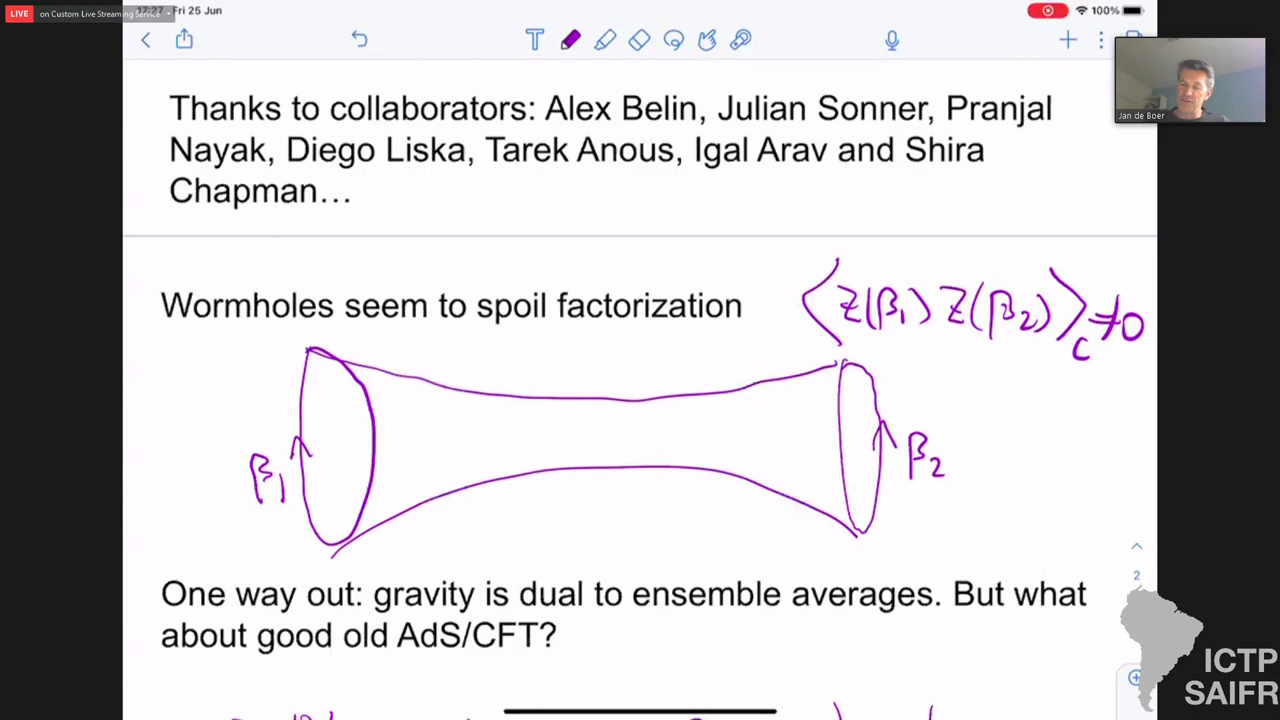 LIVE on Custom Live Streaming Service
17:27 Fri 25 Jun
100%
Jan de Boer
Thanks to collaborators: Alex Belin, Julian Sonner, Pranjal
Nayak, Diego Liska, Tarek Anous, Igal Arav and Shira
Chapman…
Wormholes seem to spoil factorization
⟨Z(β₁) Z(β₂)⟩c ≠ 0
β₁
β₂
One way out: gravity is dual to ensemble averages. But what
about good old AdS/CFT?
2
ICTP
SAIFR